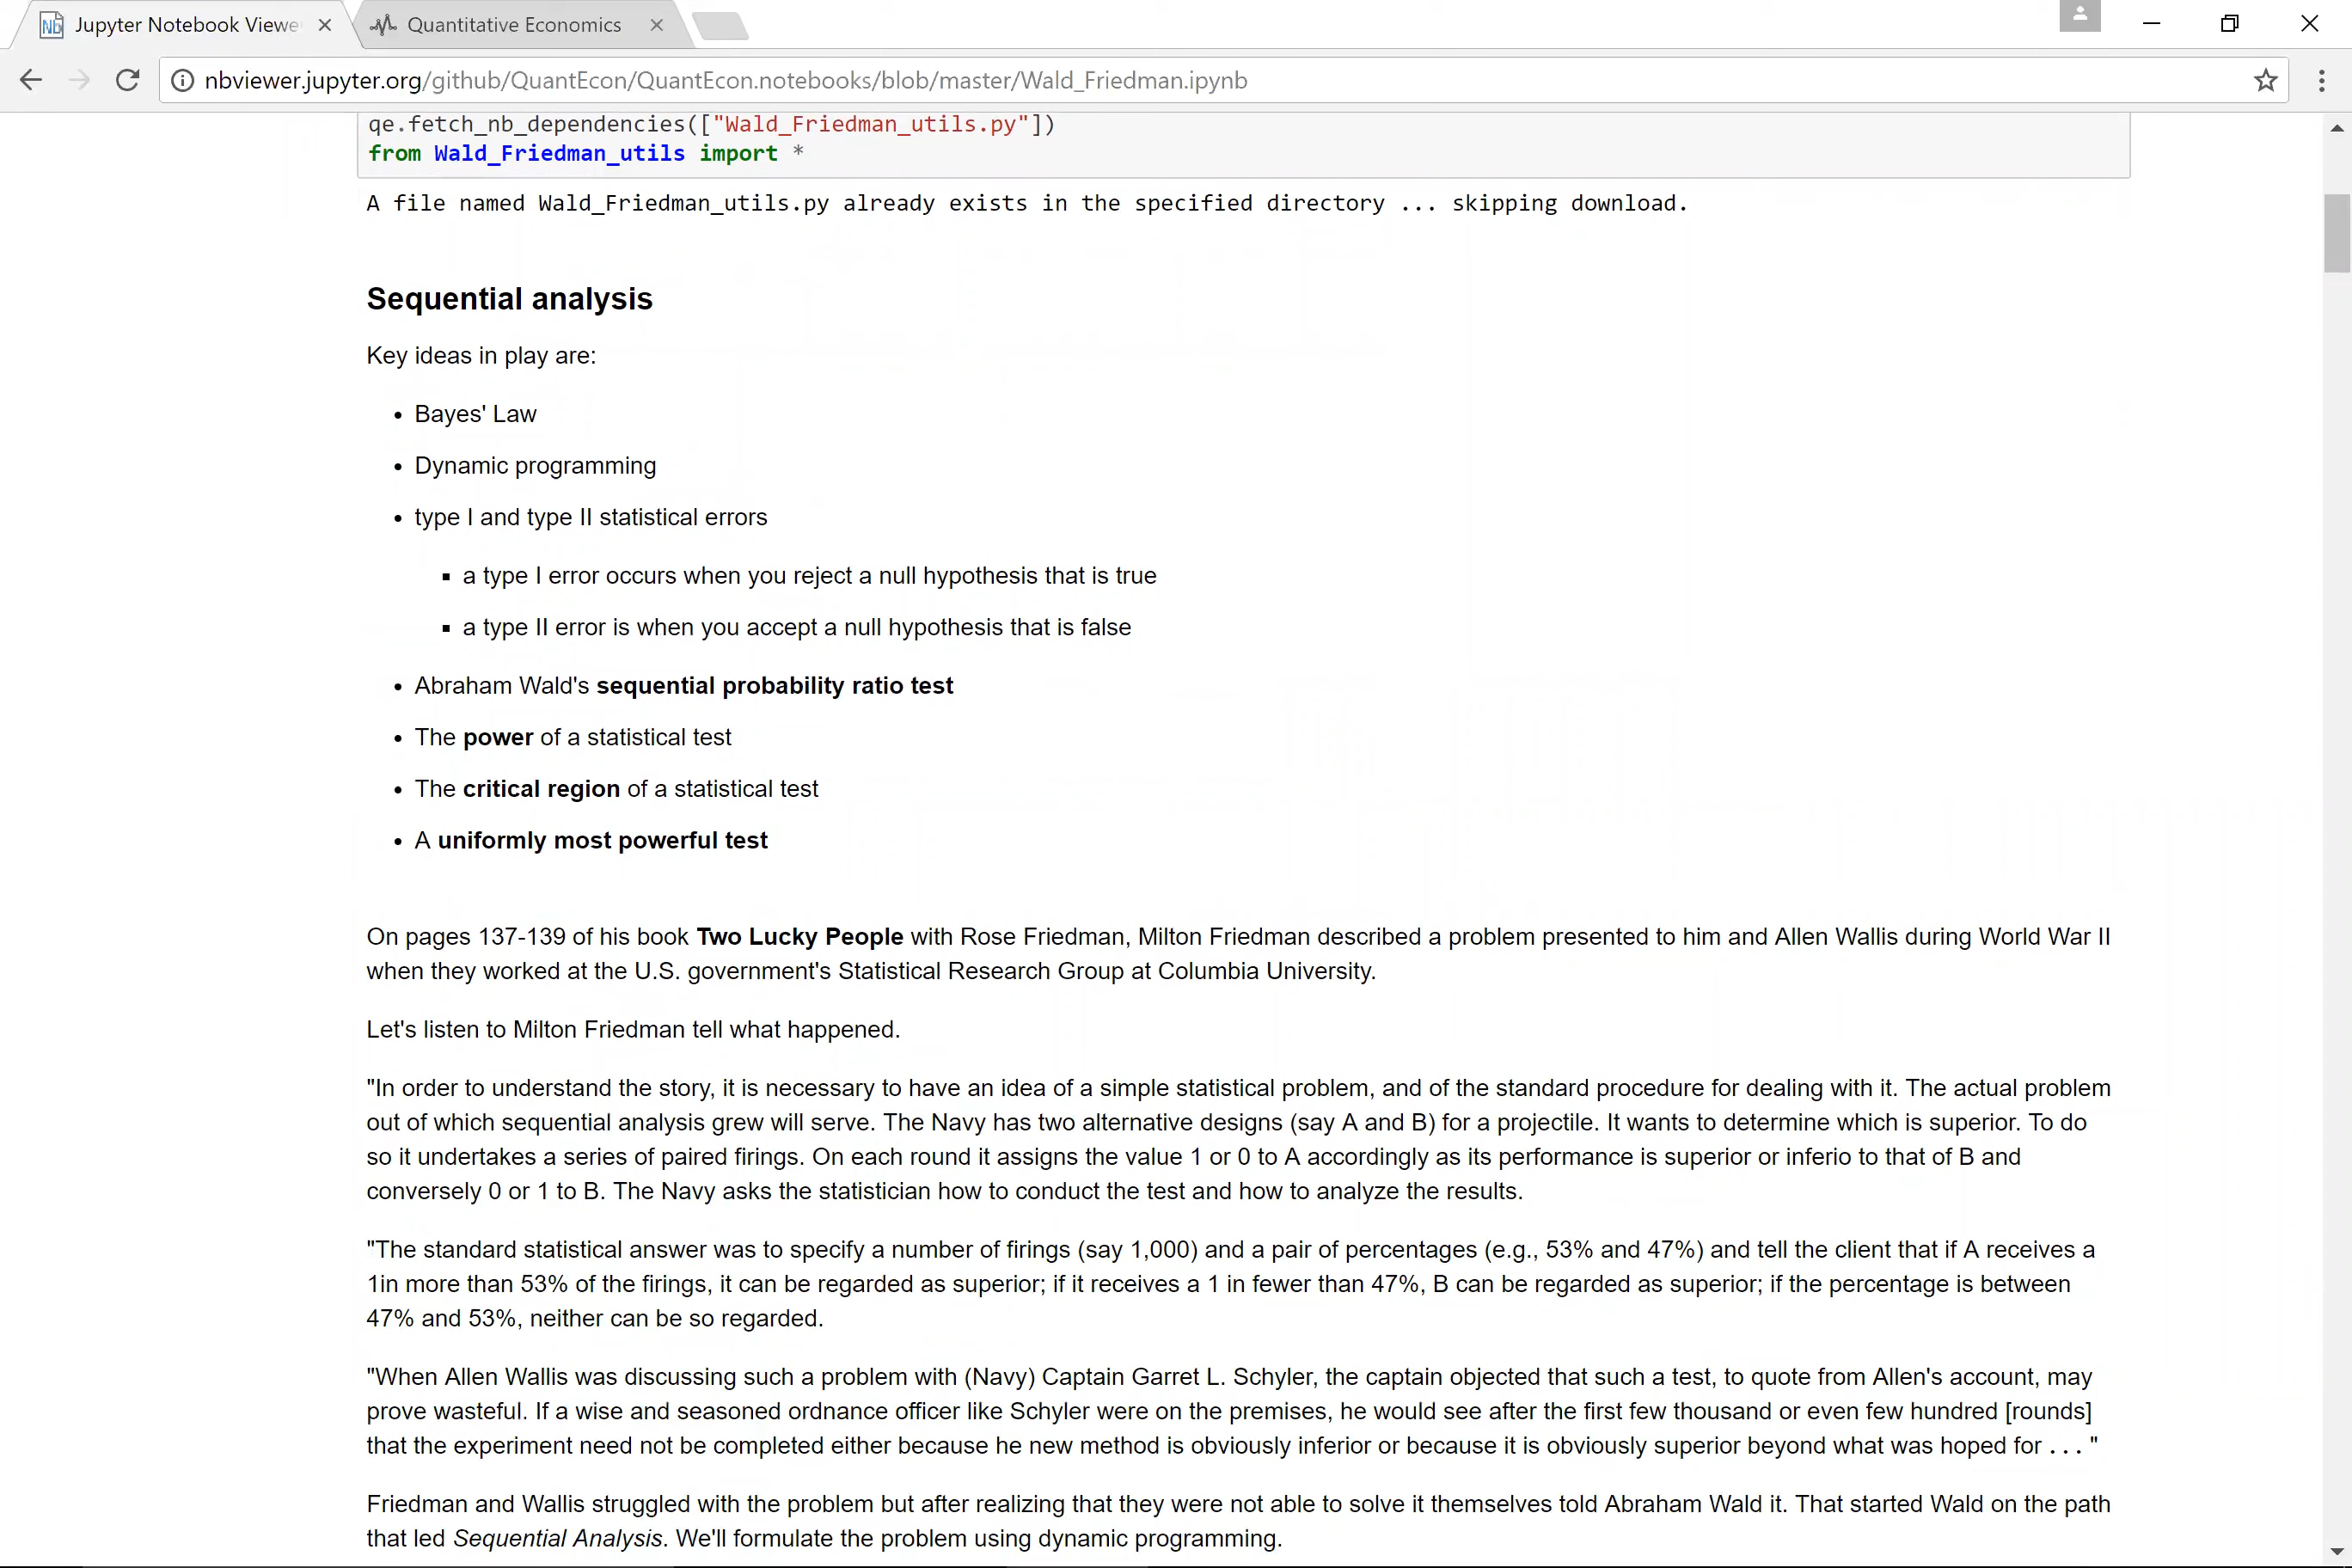 Jupyter Notebook Viewe
Quantitative Economics
nbviewer.jupyter.org/github/QuantEcon/QuantEcon.notebooks/blob/master/Wald_Friedman.ipynb
qe.fetch_nb_dependencies(["Wald_Friedman_utils.py"])
from Wald_Friedman_utils import *
A file named Wald_Friedman_utils.py already exists in the specified directory ... skipping download.
Sequential analysis
Key ideas in play are:
• Bayes' Law
• Dynamic programming
• type I and type II statistical errors
▪ a type I error occurs when you reject a null hypothesis that is true
▪ a type II error is when you accept a null hypothesis that is false
• Abraham Wald's sequential probability ratio test
• The power of a statistical test
• The critical region of a statistical test
• A uniformly most powerful test
On pages 137-139 of his book Two Lucky People with Rose Friedman, Milton Friedman described a problem presented to him and Allen Wallis during World War II
when they worked at the U.S. government's Statistical Research Group at Columbia University.
Let's listen to Milton Friedman tell what happened.
"In order to understand the story, it is necessary to have an idea of a simple statistical problem, and of the standard procedure for dealing with it. The actual problem
out of which sequential analysis grew will serve. The Navy has two alternative designs (say A and B) for a projectile. It wants to determine which is superior. To do
so it undertakes a series of paired firings. On each round it assigns the value 1 or 0 to A accordingly as its performance is superior or inferio to that of B and
conversely 0 or 1 to B. The Navy asks the statistician how to conduct the test and how to analyze the results.
"The standard statistical answer was to specify a number of firings (say 1,000) and a pair of percentages (e.g., 53% and 47%) and tell the client that if A receives a
1in more than 53% of the firings, it can be regarded as superior; if it receives a 1 in fewer than 47%, B can be regarded as superior; if the percentage is between
47% and 53%, neither can be so regarded.
"When Allen Wallis was discussing such a problem with (Navy) Captain Garret L. Schyler, the captain objected that such a test, to quote from Allen's account, may
prove wasteful. If a wise and seasoned ordnance officer like Schyler were on the premises, he would see after the first few thousand or even few hundred [rounds]
that the experiment need not be completed either because he new method is obviously inferior or because it is obviously superior beyond what was hoped for ... "
Friedman and Wallis struggled with the problem but after realizing that they were not able to solve it themselves told Abraham Wald it. That started Wald on the path
that led Sequential Analysis. We'll formulate the problem using dynamic programming.